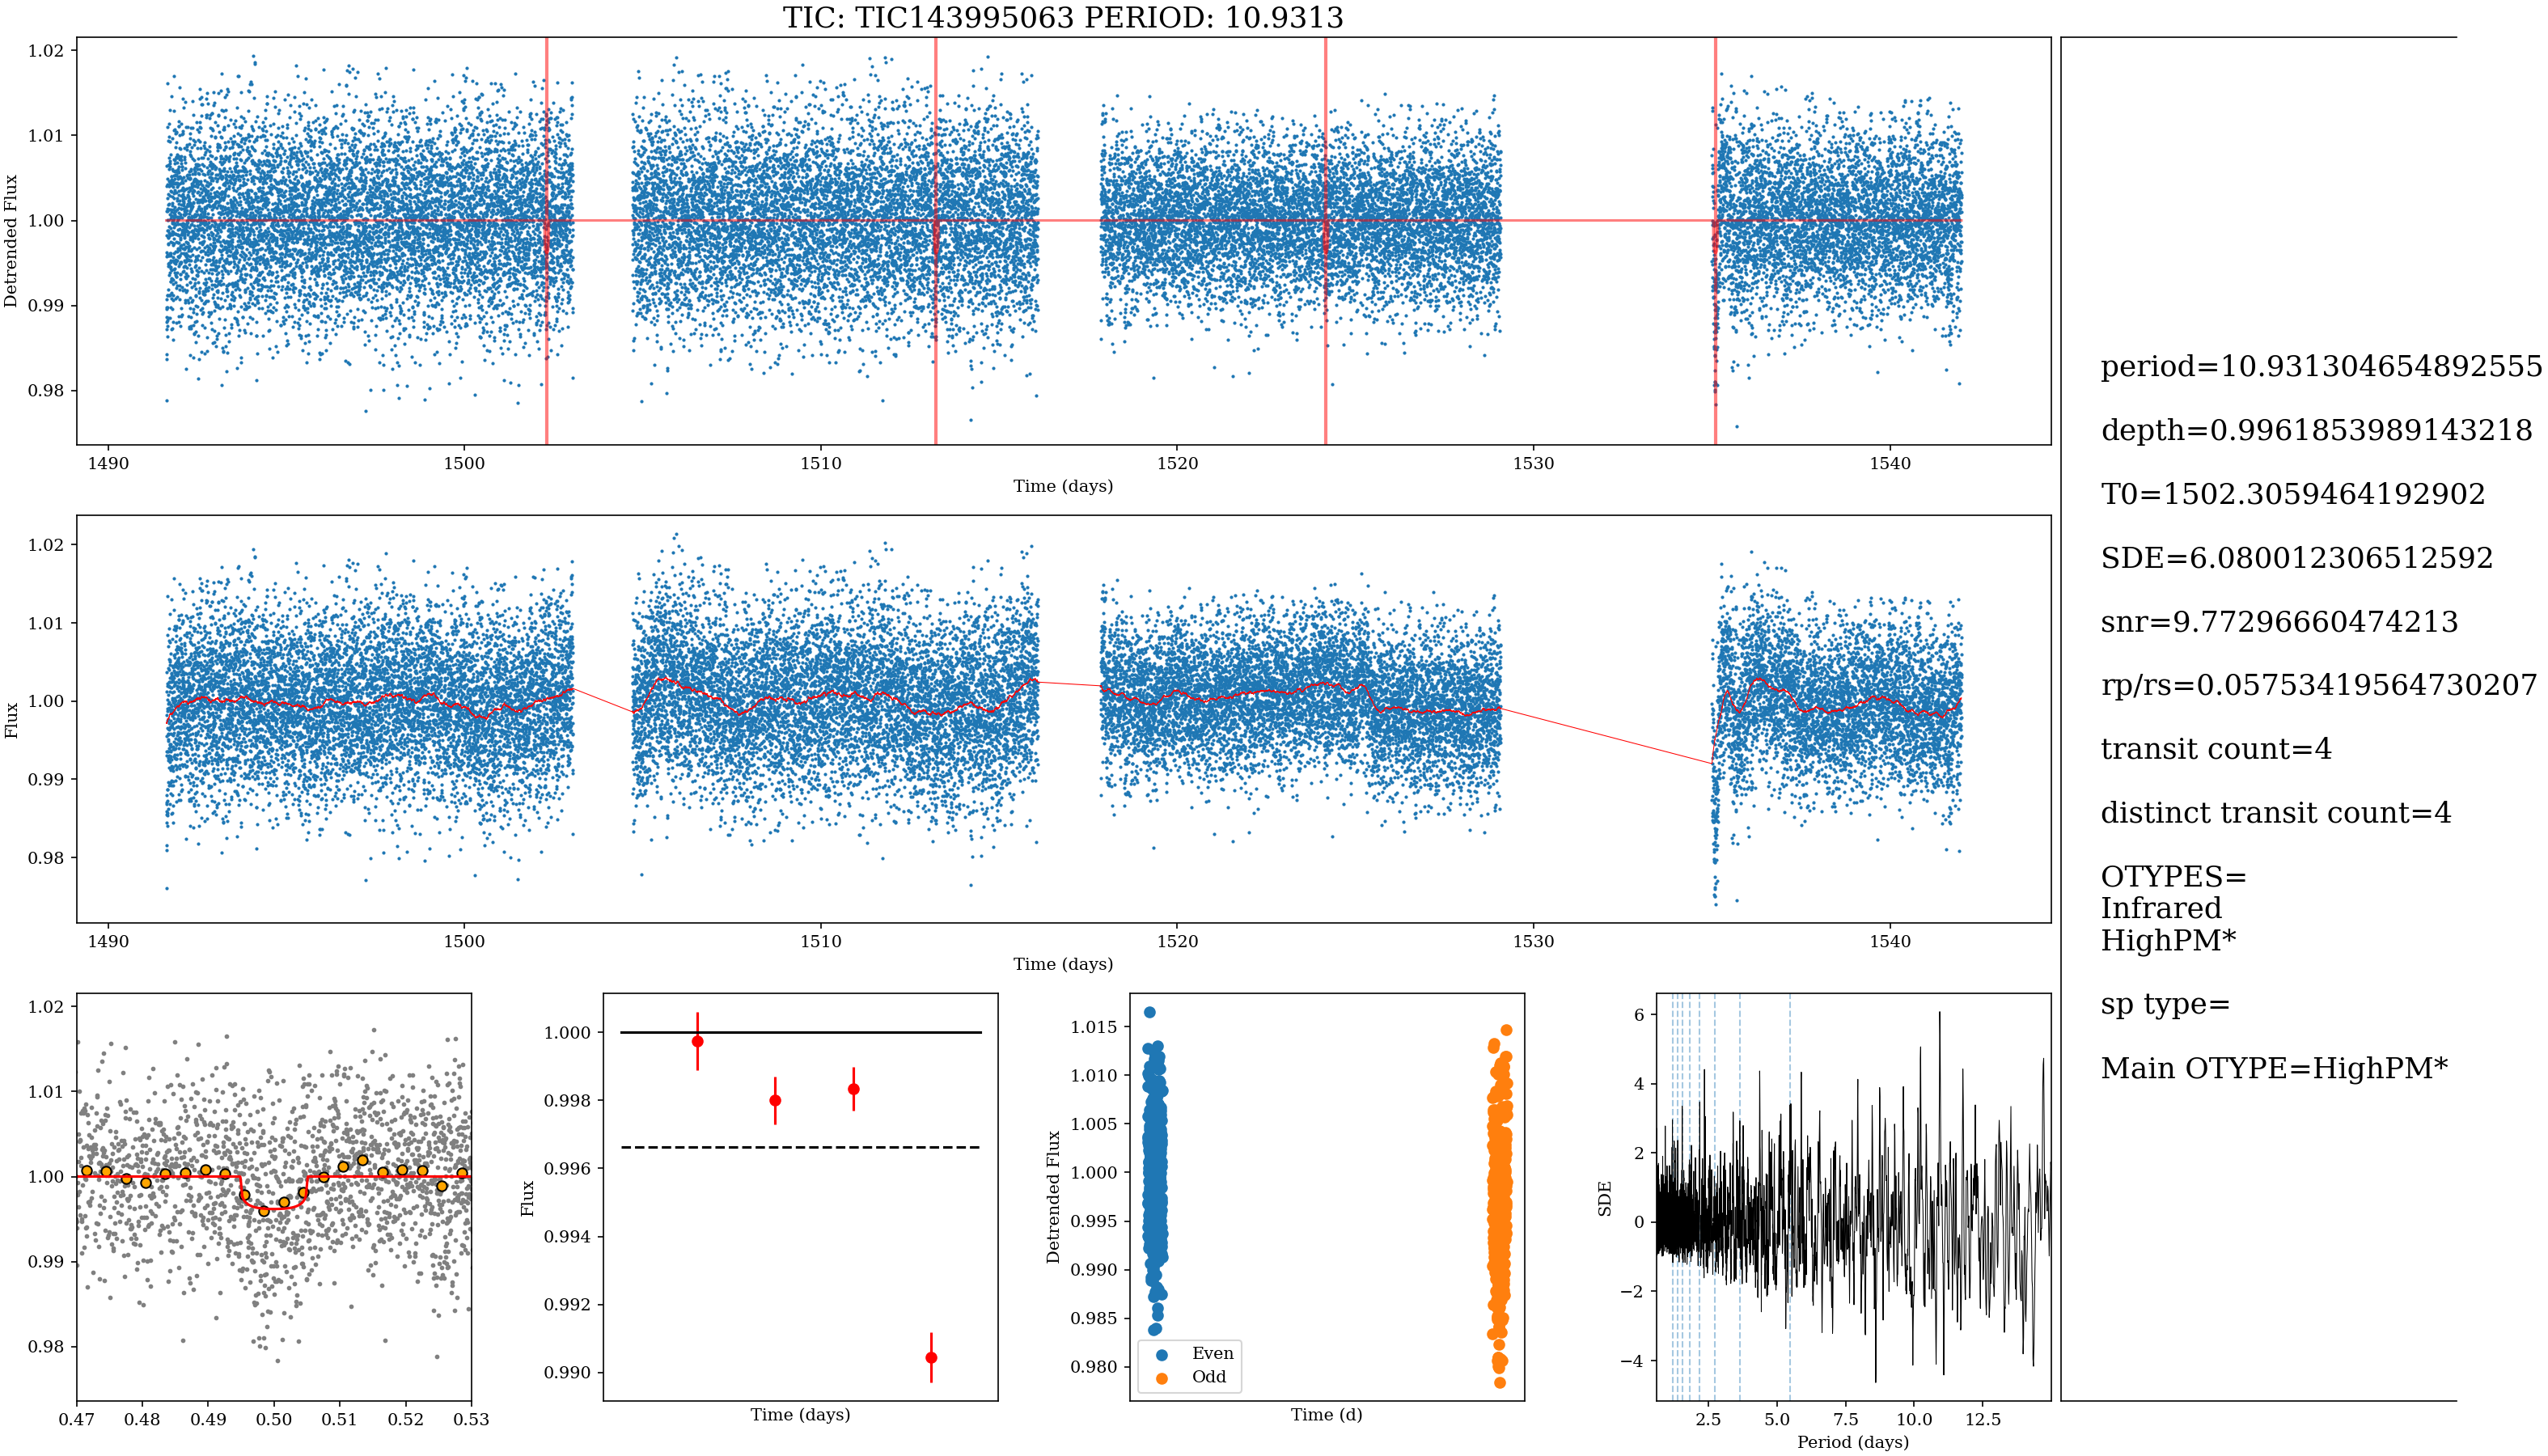 TIC: TIC143995063 PERIOD: 10.9313
1.02
1.01
1.00
0.99
0.98
Detrended Flux
1490
1500
1510
1520
1530
1540
Time (days)
1.02
1.01
1.00
0.99
0.98
Flux
1490
1500
1510
1520
1530
1540
Time (days)
1.02
1.01
1.00
0.99
0.98
0.47
0.48
0.49
0.50
0.51
0.52
0.53
1.000
0.998
0.996
0.994
0.992
0.990
Flux
Time (days)
1.015
1.010
1.005
1.000
0.995
0.990
0.985
0.980
Detrended Flux
Even
Odd
Time (d)
6
4
2
0
−2
−4
SDE
2.5
5.0
7.5
10.0
12.5
Period (days)
period=10.931304654892555
depth=0.9961853989143218
T0=1502.3059464192902
SDE=6.080012306512592
snr=9.77296660474213
rp/rs=0.05753419564730207
transit count=4
distinct transit count=4
OTYPES=
Infrared
HighPM*
sp type=
Main OTYPE=HighPM*